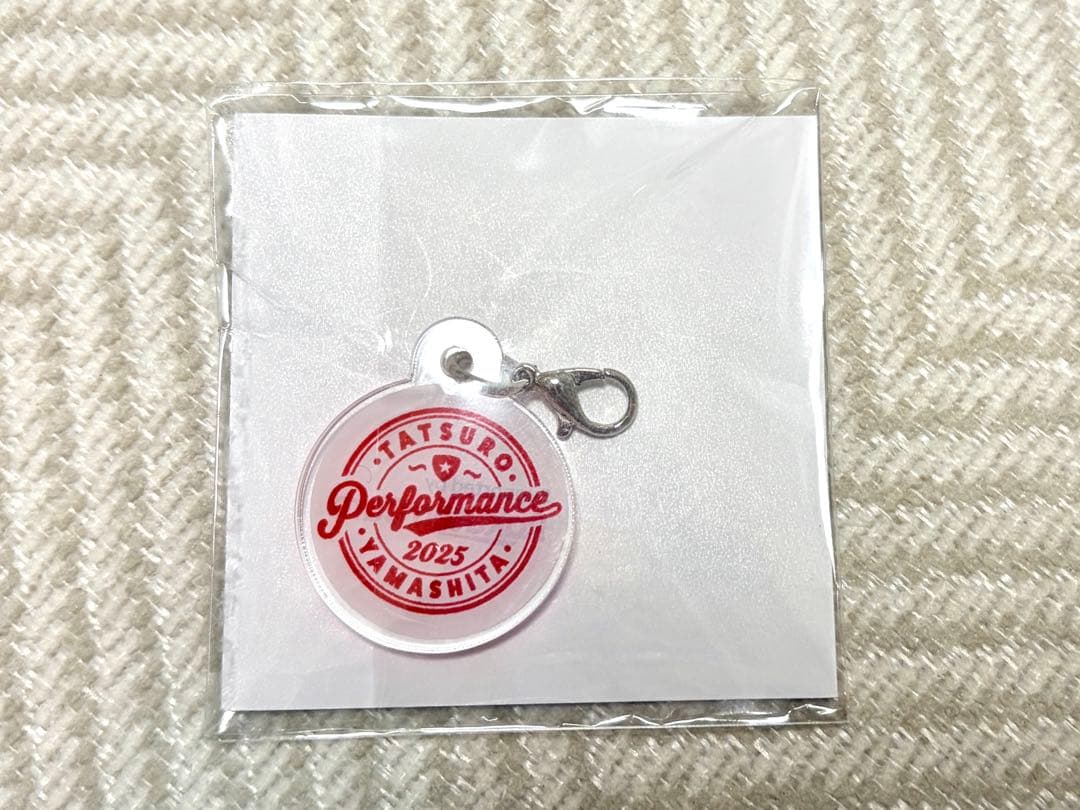 ・TATSURO・
Performance
2025
・YAMASHITA・